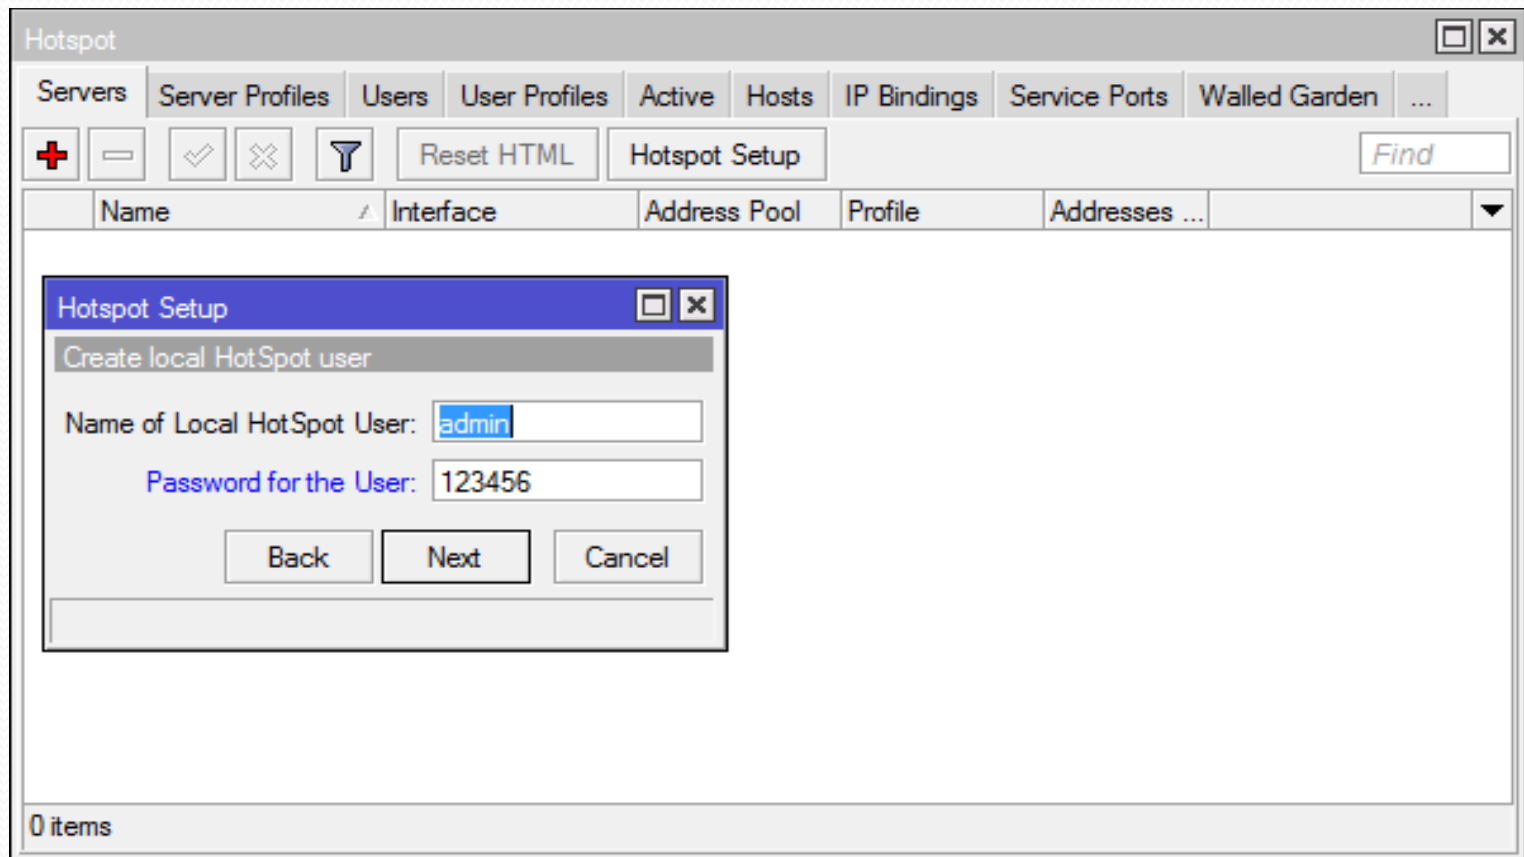 Hotspot
Servers Server Profiles Users User Profiles Active Hosts IP Bindings Service Ports Walled Garden ...
Reset HTML Hotspot Setup Find
Name Interface Address Pool Profile Addresses ...
Hotspot Setup
Create local HotSpot user
Name of Local HotSpot User: admin
Password for the User: 123456
Back Next Cancel
0 items